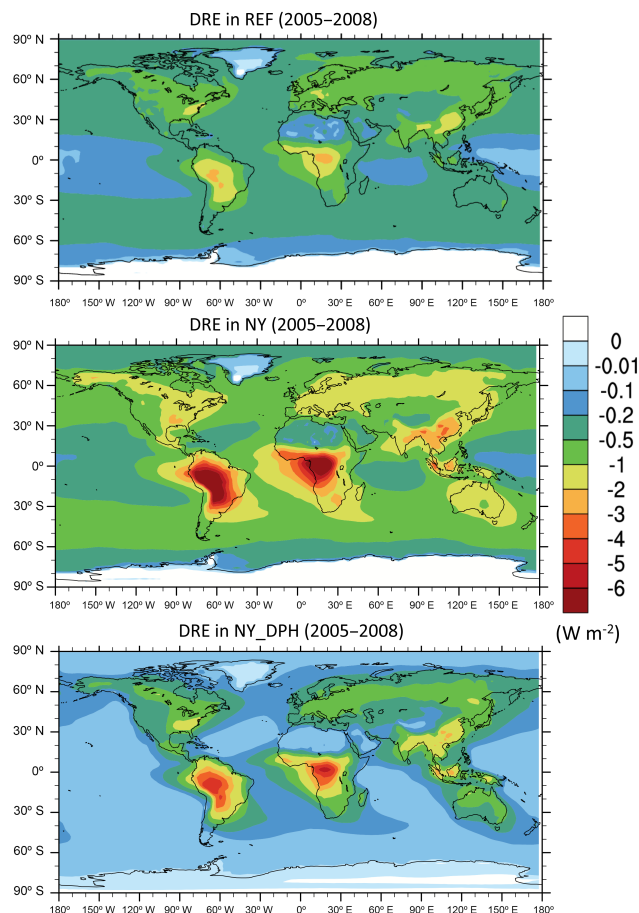 DRE in REF (2005–2008)
90° N
60° N
30° N
0°
30° S
60° S
90° S
180° 150° W 120° W 90° W 60° W 30° W 0° 30° E 60° E 90° E 120° E 150° E 180°
DRE in NY (2005–2008)
90° N
60° N
30° N
0°
30° S
60° S
90° S
180° 150° W 120° W 90° W 60° W 30° W 0° 30° E 60° E 90° E 120° E 150° E 180°
0
-0.01
-0.1
-0.2
-0.5
-1
-2
-3
-4
-5
-6
(W m⁻²)
DRE in NY_DPH (2005–2008)
90° N
60° N
30° N
0°
30° S
60° S
90° S
180° 150° W 120° W 90° W 60° W 30° W 0° 30° E 60° E 90° E 120° E 150° E 180°